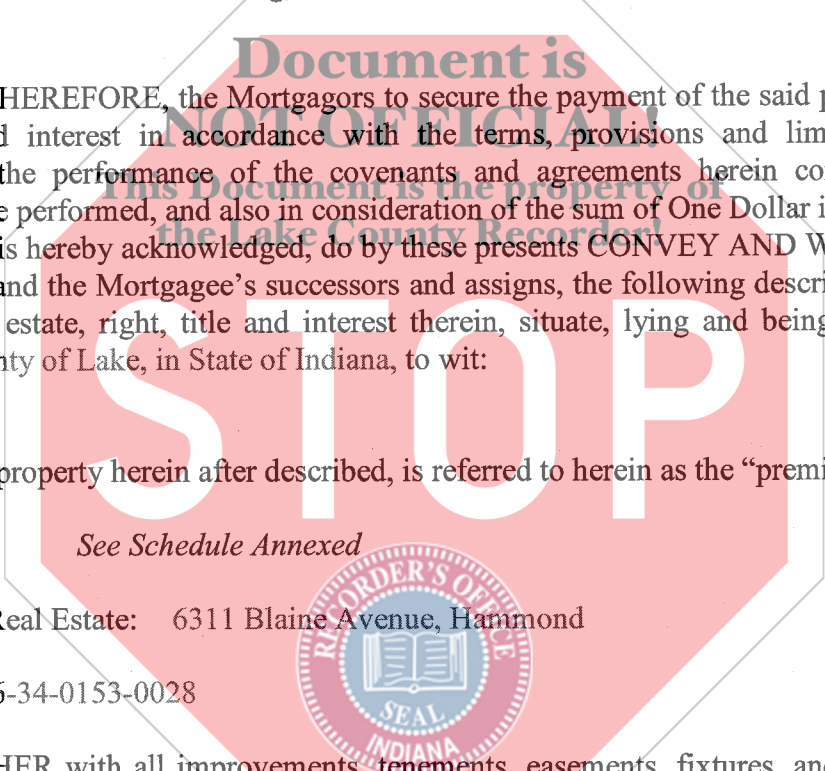 Document is
HEREFORE, the Mortgagors to secure the payment of the said
NOT OFFICIAL!
interest in accordance with the terms, provisions and lim
the performance of the covenants and agreements herein co
This Document is the property of
e performed, and also in consideration of the sum of One Dollar i
the Lake County Recorder!
is hereby acknowledged, do by these presents CONVEY AND W
and the Mortgagee's successors and assigns, the following descri
estate, right, title and interest therein, situate, lying and being
nty of Lake, in State of Indiana, to wit:
STOP
property herein after described, is referred to herein as the “premi
See Schedule Annexed
RECORDER'S OFFICE
Real Estate: 6311 Blaine Avenue, Hammond
6-34-0153-0028
SEAL
INDIANA
HER with all improvements, tenements, easements, fixtures, an